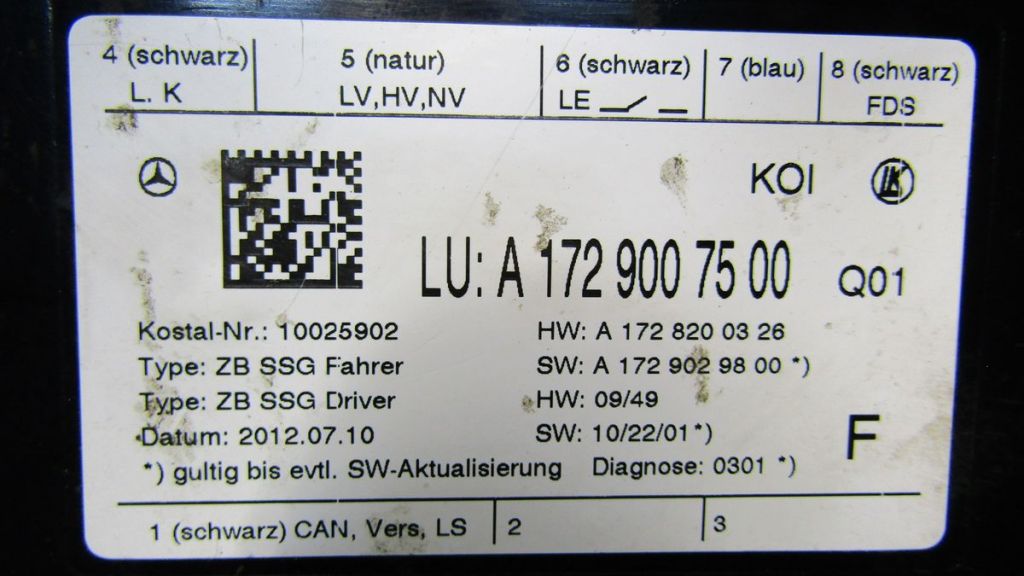 4 (schwarz) 5 (natur) 6 (schwarz) 7 (blau) 8 (schwarz)
L. K LV,HV,NV LE FDS
KOI LK
LU: A 172 900 75 00 Q01
Kostal-Nr.: 10025902 HW: A 172 820 03 26
Type: ZB SSG Fahrer SW: A 172 902 98 00 *)
Type: ZB SSG Driver HW: 09/49
Datum: 2012.07.10 SW: 10/22/01 *) F
*) gultig bis evtl. SW-Aktualisierung Diagnose: 0301 *)
1 (schwarz) CAN, Vers, LS 2 3